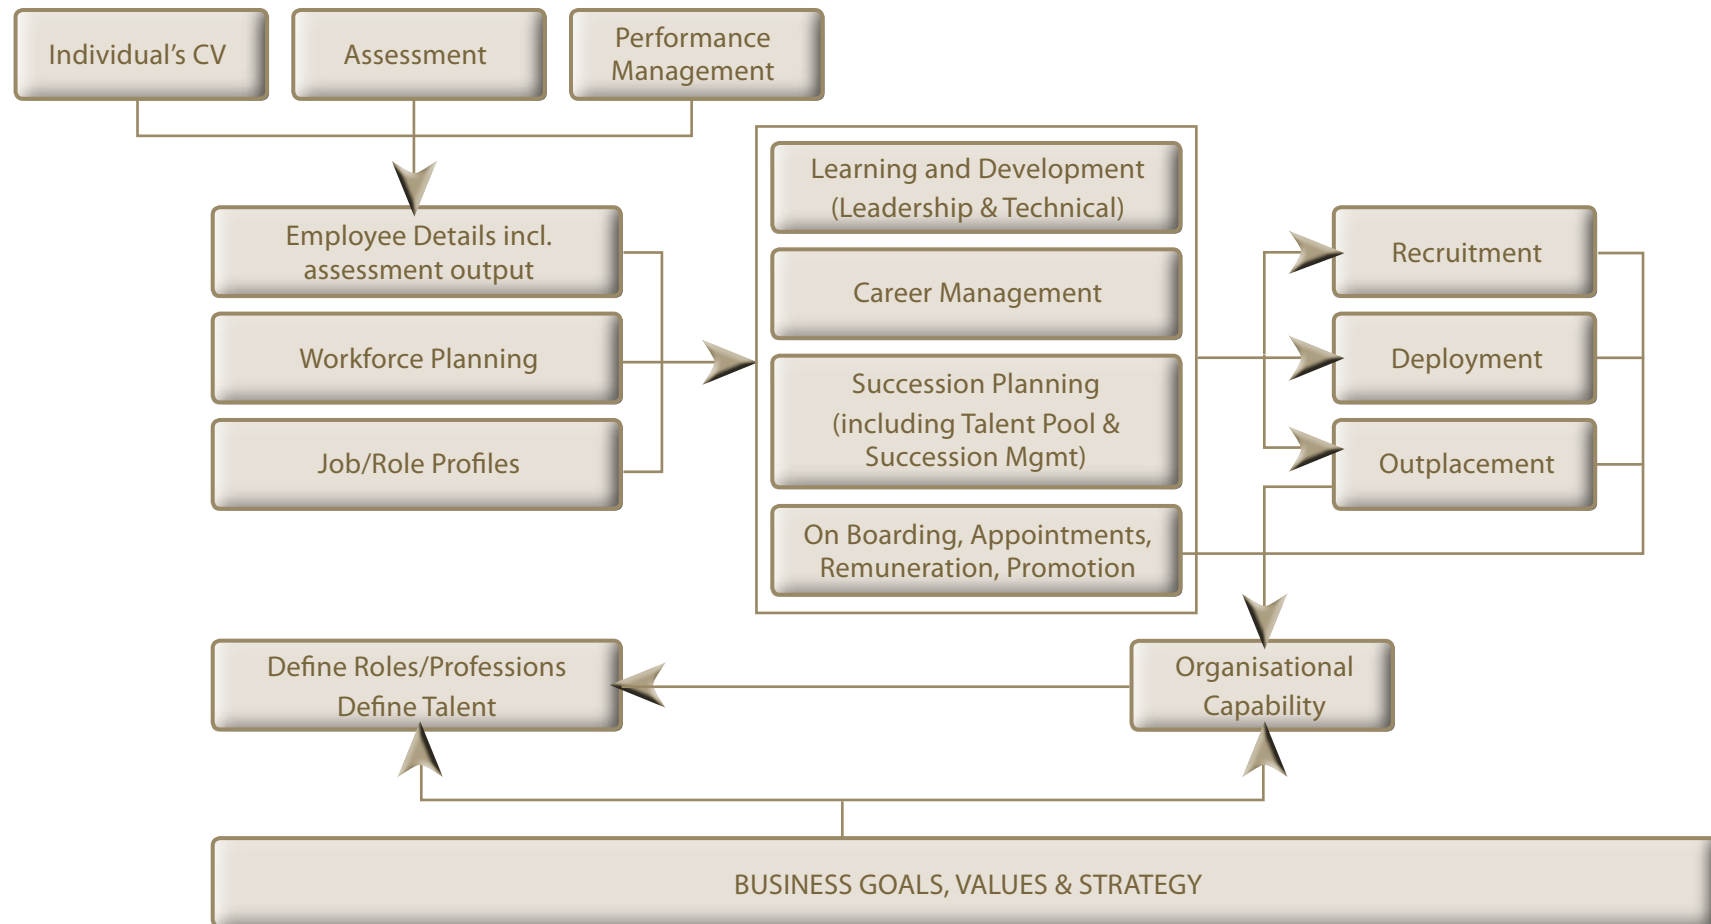 Individual’s CV
Assessment
Performance
Management
Employee Details incl.
assessment output
Workforce Planning
Job/Role Profiles
Learning and Development
(Leadership & Technical)
Career Management
Succession Planning
(including Talent Pool &
Succession Mgmt)
On Boarding, Appointments,
Remuneration, Promotion
Recruitment
Deployment
Outplacement
Define Roles/Professions
Define Talent
Organisational
Capability
BUSINESS GOALS, VALUES & STRATEGY